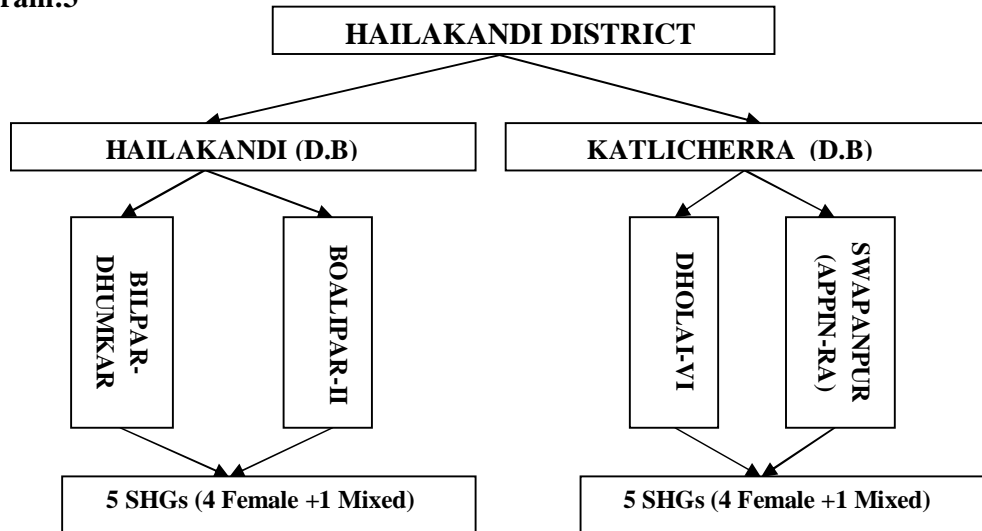 ram.5
HAILAKANDI DISTRICT
HAILAKANDI (D.B)
KATLICHERRA (D.B)
BILPAR-
DHUMKAR
BOALIPAR-II
DHOLAI-VI
SWAPANPUR
(APPIN-RA)
5 SHGs (4 Female +1 Mixed)
5 SHGs (4 Female +1 Mixed)